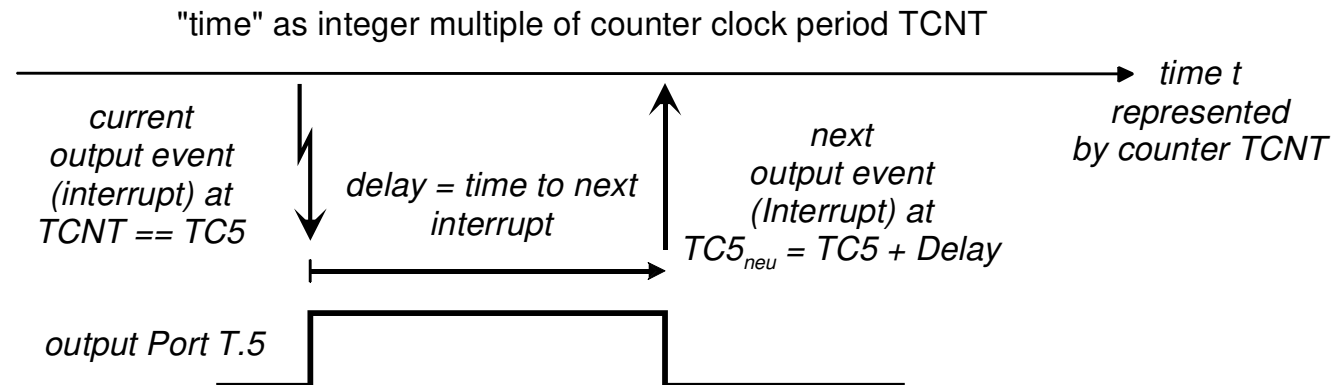 "time" as integer multiple of counter clock period TCNT
time t
represented
by counter TCNT
current
output event
(interrupt) at
TCNT == TC5
delay = time to next
interrupt
next
output event
(Interrupt) at
TC5neu = TC5 + Delay
output Port T.5